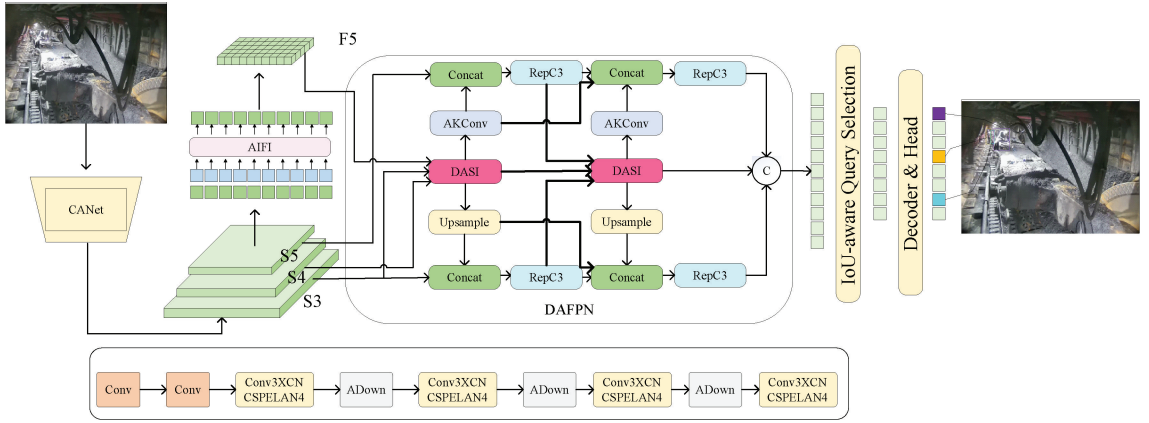 F5
Concat
RepC3
Concat
RepC3
AKConv
AKConv
AIFI
DASI
DASI
C
CANet
Upsample
Upsample
S5
S4
S3
Concat
RepC3
Concat
RepC3
DAFPN
IoU-aware Query Selection
Decoder & Head
Conv
Conv
Conv3XCN
CSPELAN4
ADown
Conv3XCN
CSPELAN4
ADown
Conv3XCN
CSPELAN4
ADown
Conv3XCN
CSPELAN4